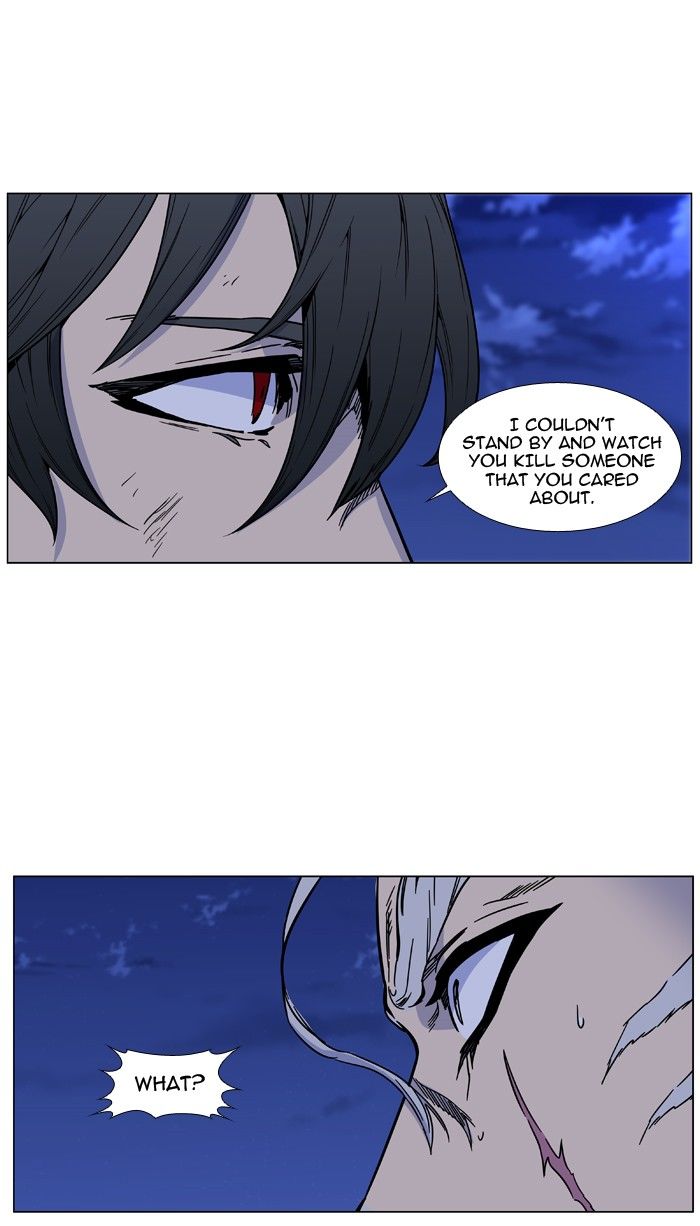 I COULDN'T
STAND BY AND WATCH
YOU KILL SOMEONE
THAT YOU CARED
ABOUT.
WHAT?